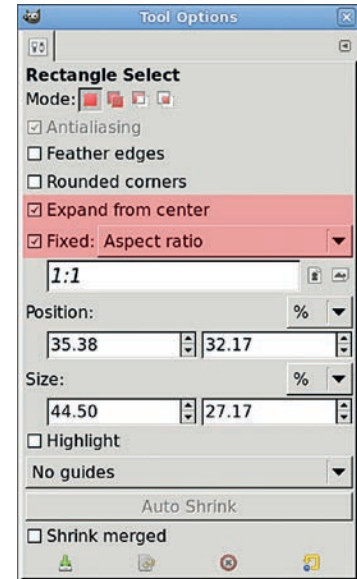 Tool Options
Rectangle Select
Mode:
Antialiasing
Feather edges
Rounded corners
Expand from center
Fixed: Aspect ratio
1:1
Position: %
35.38 32.17
Size: %
44.50 27.17
Highlight
No guides
Auto Shrink
Shrink merged